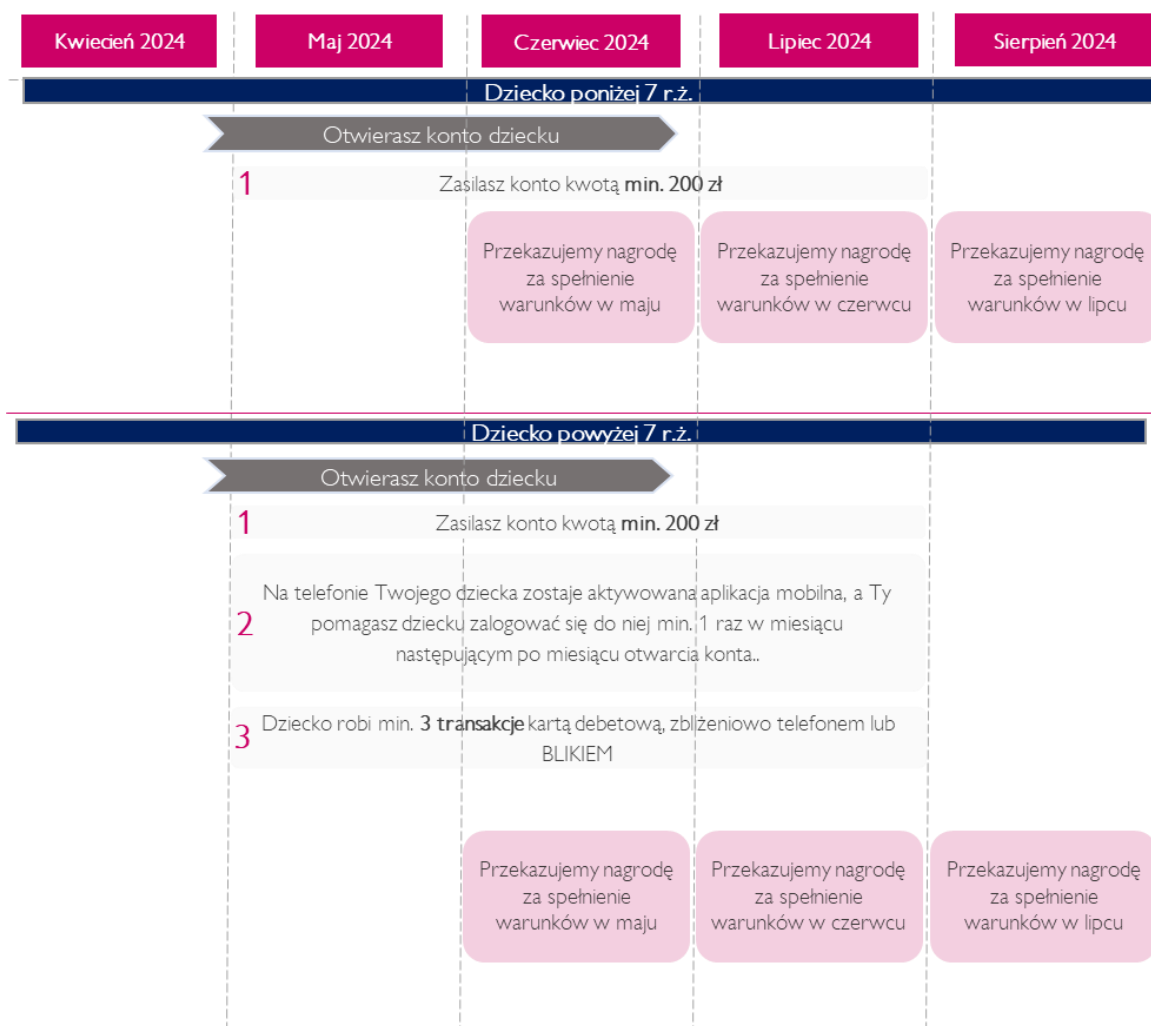 Kwiecień 2024
Maj 2024
Czerwiec 2024
Lipiec 2024
Sierpień 2024
Dziecko poniżej 7 r.ż.
Otwierasz konto dziecku
1
Zasilasz konto kwotą min. 200 zł
Przekazujemy nagrodę
za spełnienie
warunków w maju
Przekazujemy nagrodę
za spełnienie
warunków w czerwcu
Przekazujemy nagrodę
za spełnienie
warunków w lipcu
Dziecko powyżej 7 r.ż.
Otwierasz konto dziecku
1
Zasilasz konto kwotą min. 200 zł
2
Na telefonie Twojego dziecka zostaje aktywowana aplikacja mobilna, a Ty
pomagasz dziecku zalogować się do niej min. 1 raz w miesiącu
następującym po miesiącu otwarcia konta..
3
Dziecko robi min. 3 transakcje kartą debetową, zbliżeniowo telefonem lub
BLIKIEM
Przekazujemy nagrodę
za spełnienie
warunków w maju
Przekazujemy nagrodę
za spełnienie
warunków w czerwcu
Przekazujemy nagrodę
za spełnienie
warunków w lipcu